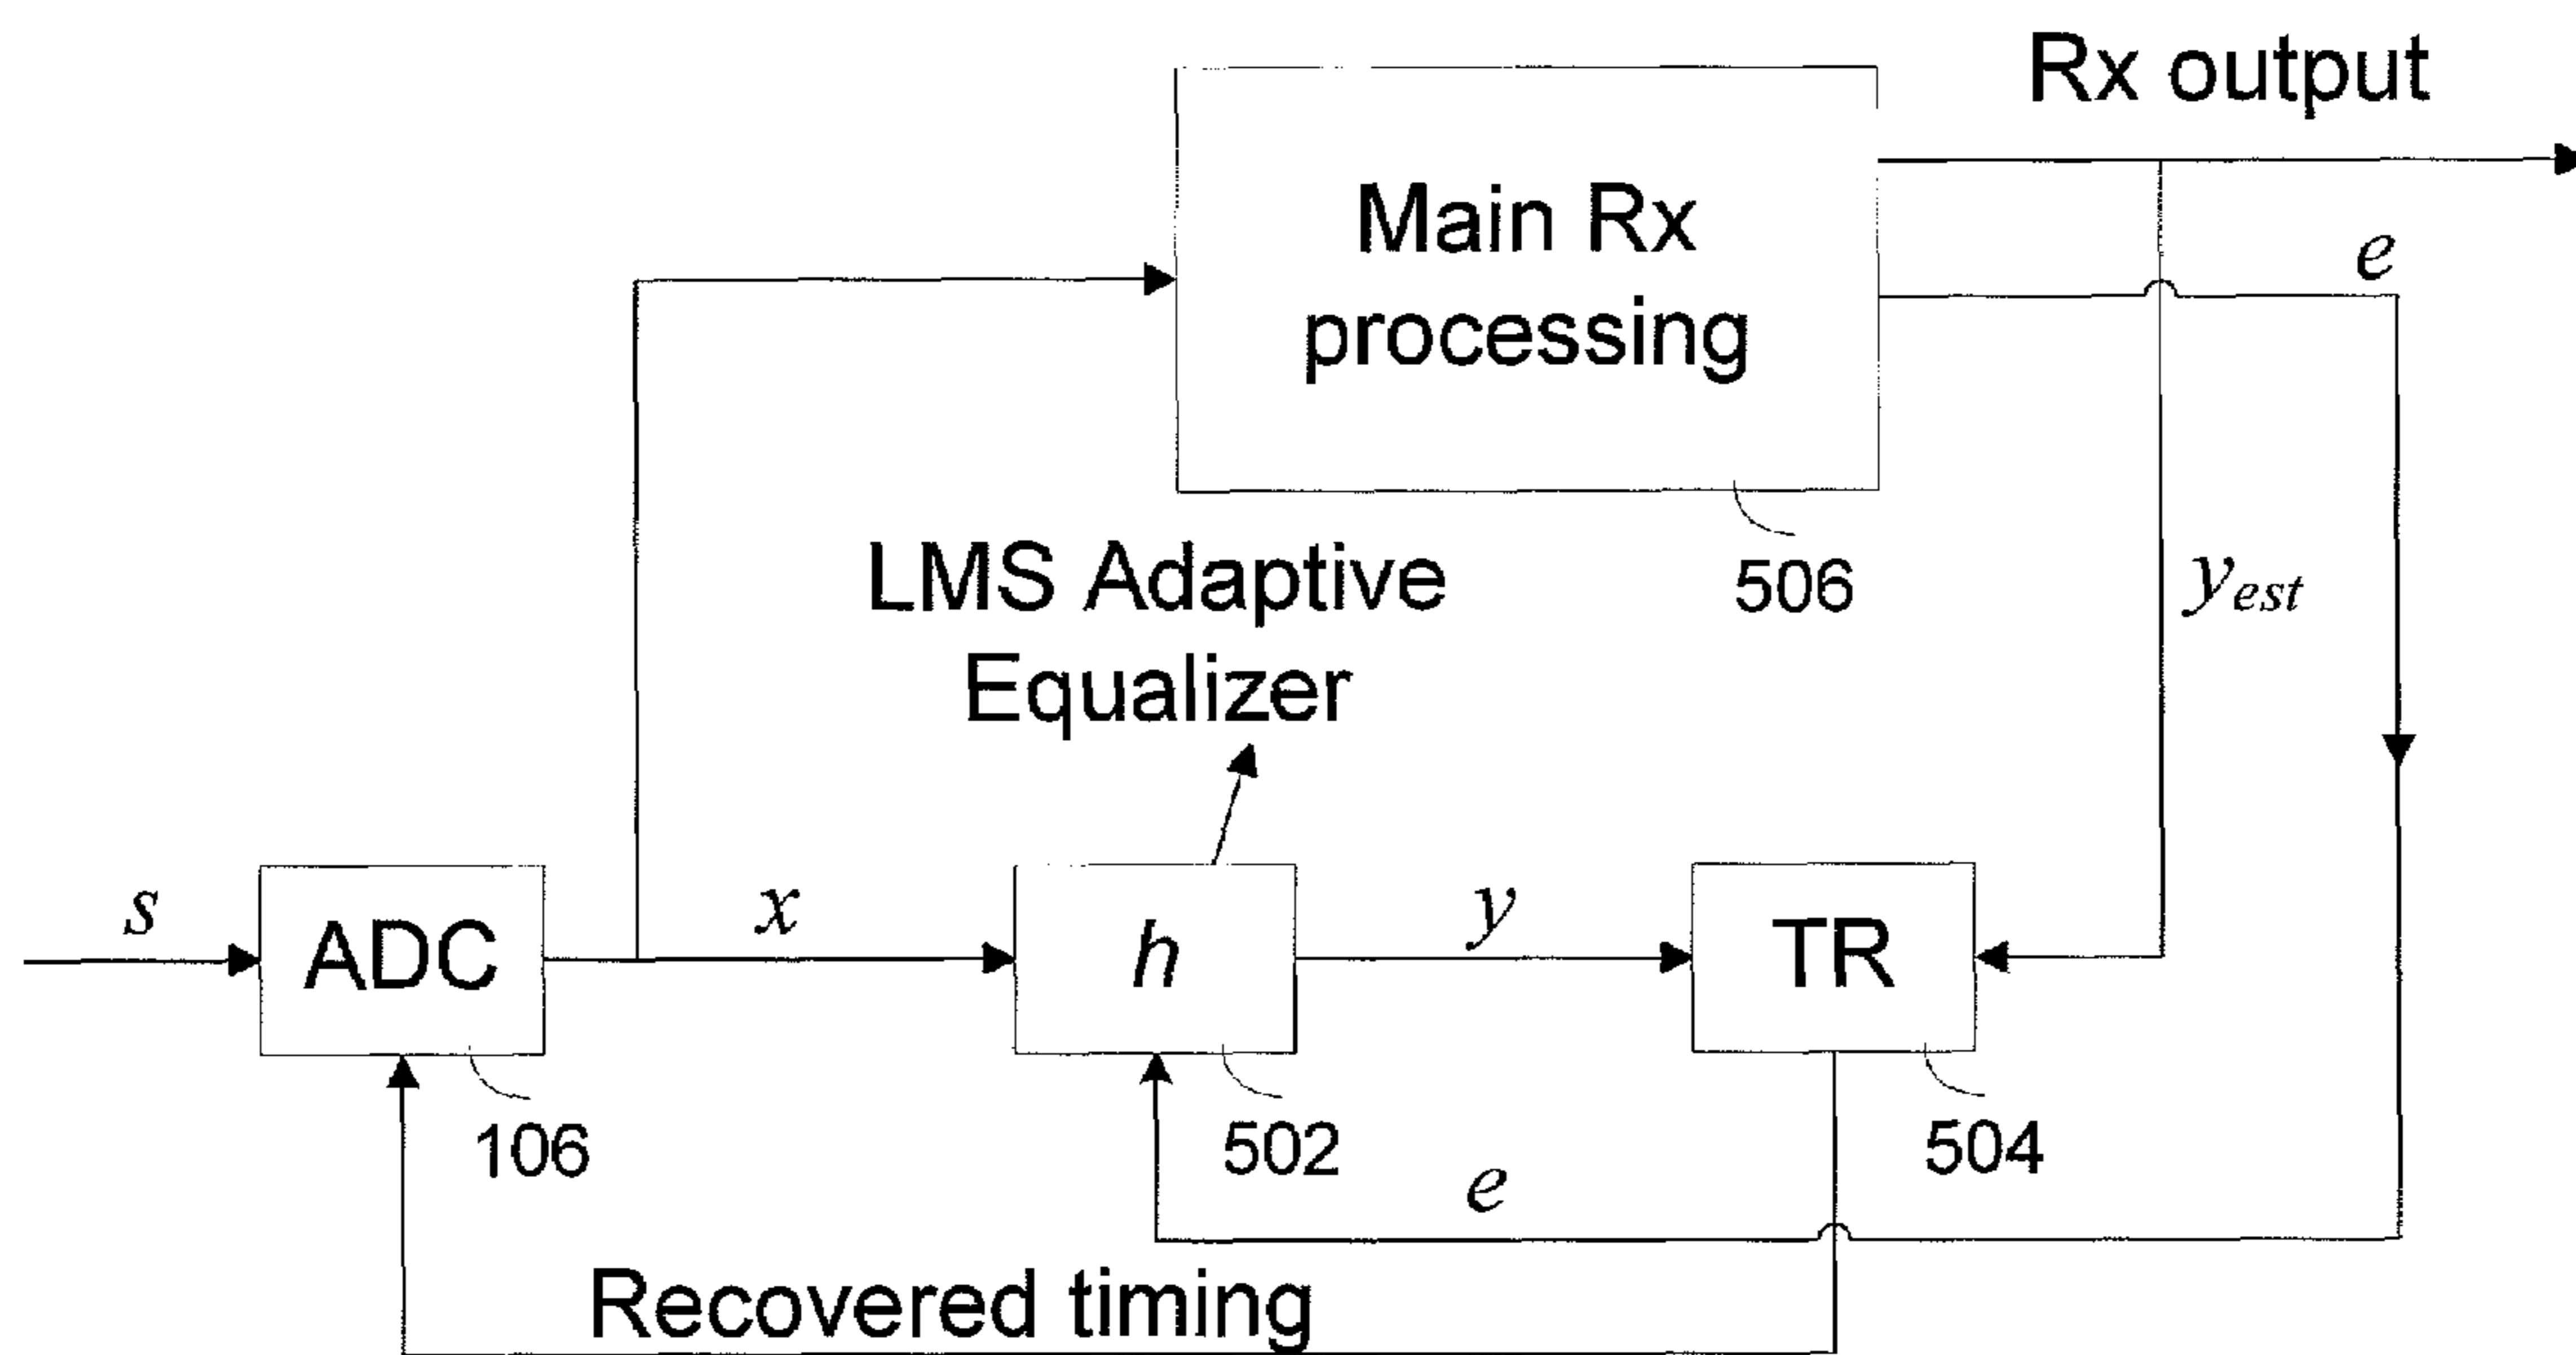 Rx output
Main Rx
processing
e
506
y_est
LMS Adaptive
Equalizer
s
ADC
x
h
y
TR
106
502
504
e
Recovered timing